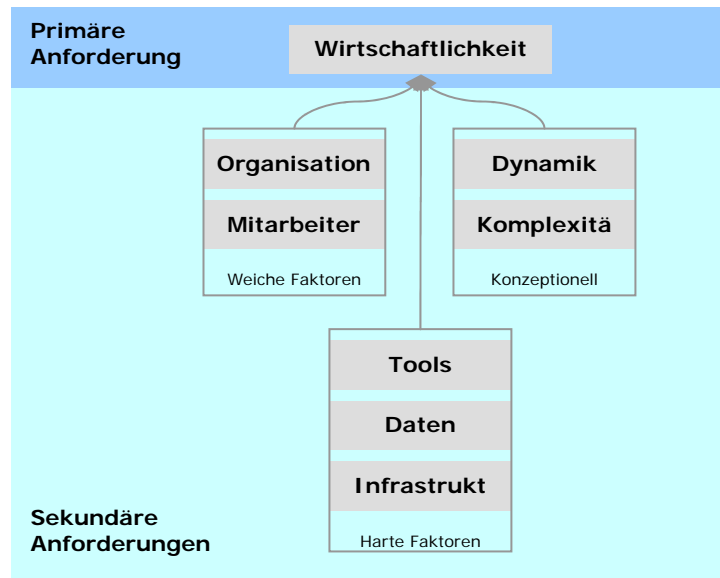 Primäre
Anforderung
Wirtschaftlichkeit
Organisation
Mitarbeiter
Weiche Faktoren
Dynamik
Komplexitä
Konzeptionell
Tools
Daten
Infrastrukt
Harte Faktoren
Sekundäre
Anforderungen